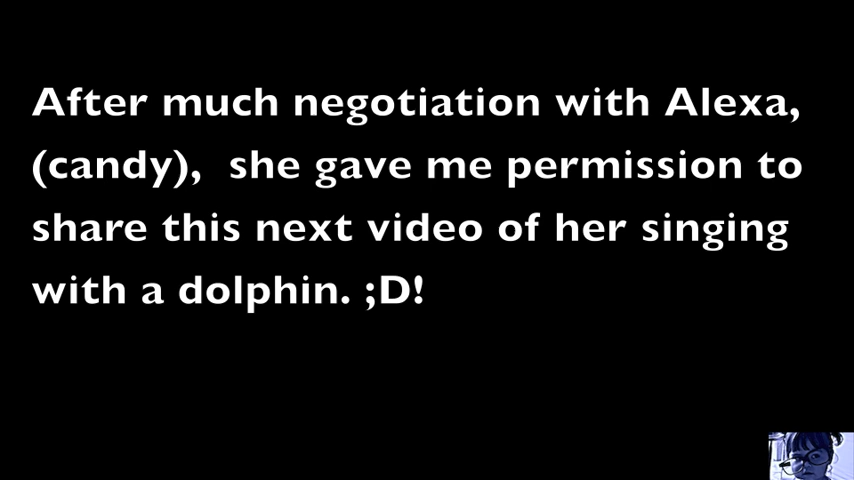 After much negotiation with Alexa,
(candy),  she gave me permission to
share this next video of her singing
with a dolphin. ;D!